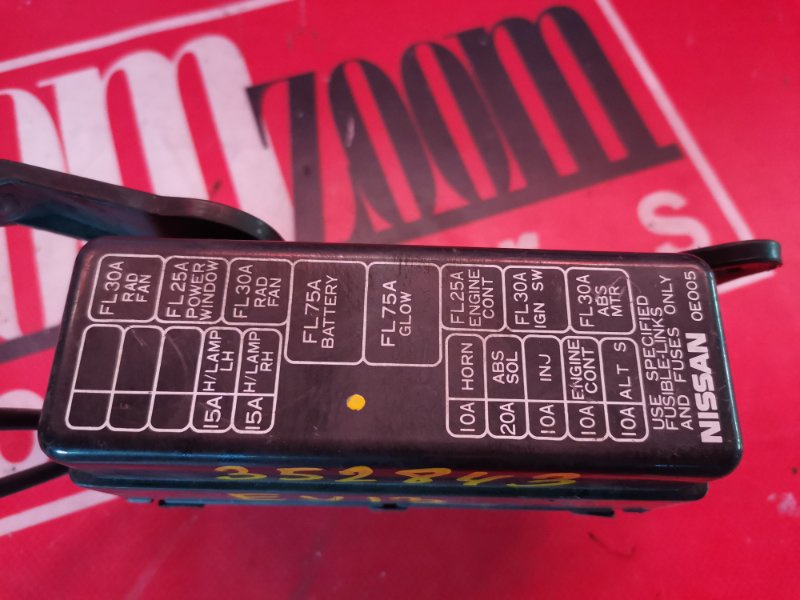 om zoom
r s
FL30A
RAD
FAN
FL25A
POWER
WINDOW
FL30A
RAD
FAN
FL75A
BATTERY
FL75A
GLOW
FL25A
ENGINE
CONT
FL30A
IGN SW
FL30A
ABS
MTR
15A H/LAMP
LH
15A H/LAMP
RH
10A HORN
20A ABS
SOL
10A INJ
10A ENGINE
CONT
10A ALT S
USE SPECIFIED
FUSIBLE-LINKS
AND FUSES ONLY
NISSAN 0E005
352843